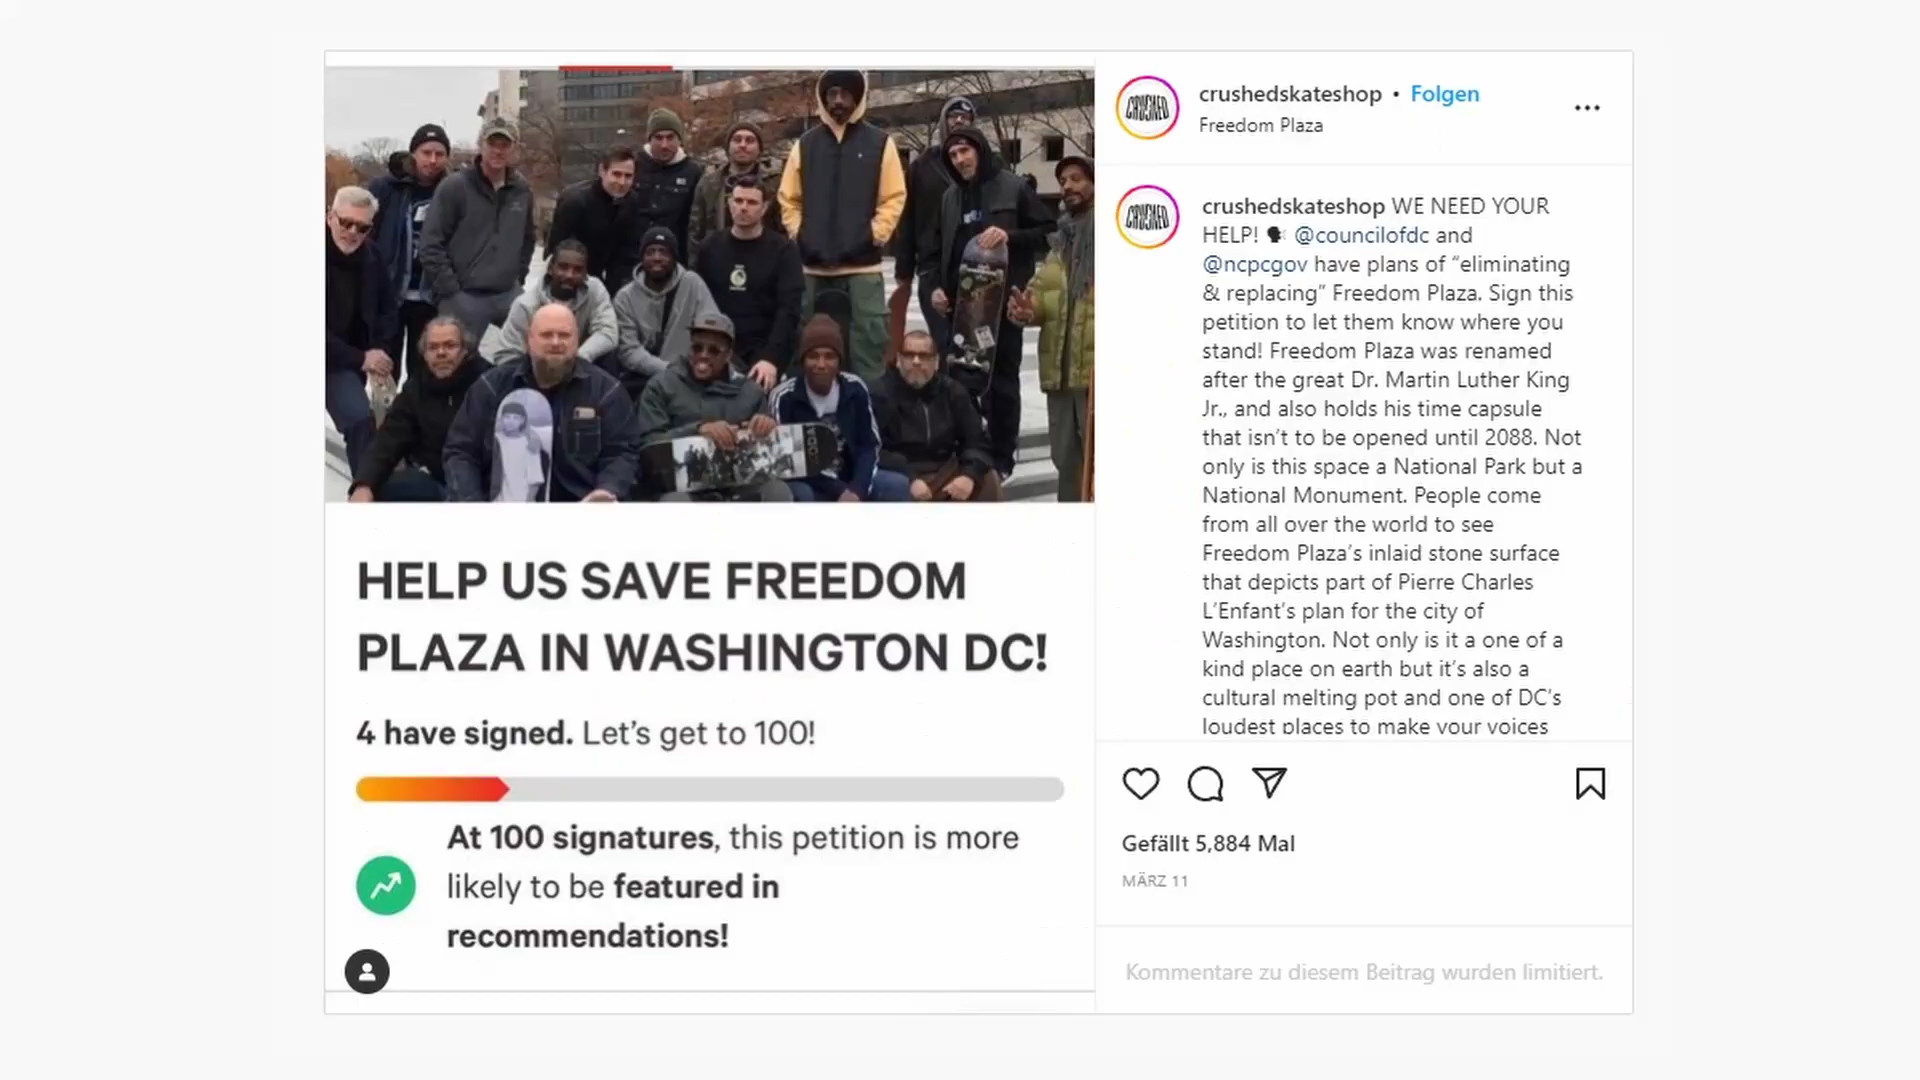 HELP US SAVE FREEDOM
PLAZA IN WASHINGTON DC!
4 have signed. Let's get to 100!
At 100 signatures, this petition is more
likely to be featured in
recommendations!
CRUSHED
crushedskateshop • Folgen
Freedom Plaza
CRUSHED
crushedskateshop WE NEED YOUR
HELP! @councilofdc and
@ncpcgov have plans of “eliminating
& replacing” Freedom Plaza. Sign this
petition to let them know where you
stand! Freedom Plaza was renamed
after the great Dr. Martin Luther King
Jr., and also holds his time capsule
that isn’t to be opened until 2088. Not
only is this space a National Park but a
National Monument. People come
from all over the world to see
Freedom Plaza’s inlaid stone surface
that depicts part of Pierre Charles
L’Enfant’s plan for the city of
Washington. Not only is it a one of a
kind place on earth but it’s also a
cultural melting pot and one of DC’s
loudest places to make your voices
Gefällt 5,884 Mal
MÄRZ 11
Kommentare zu diesem Beitrag wurden limitiert.